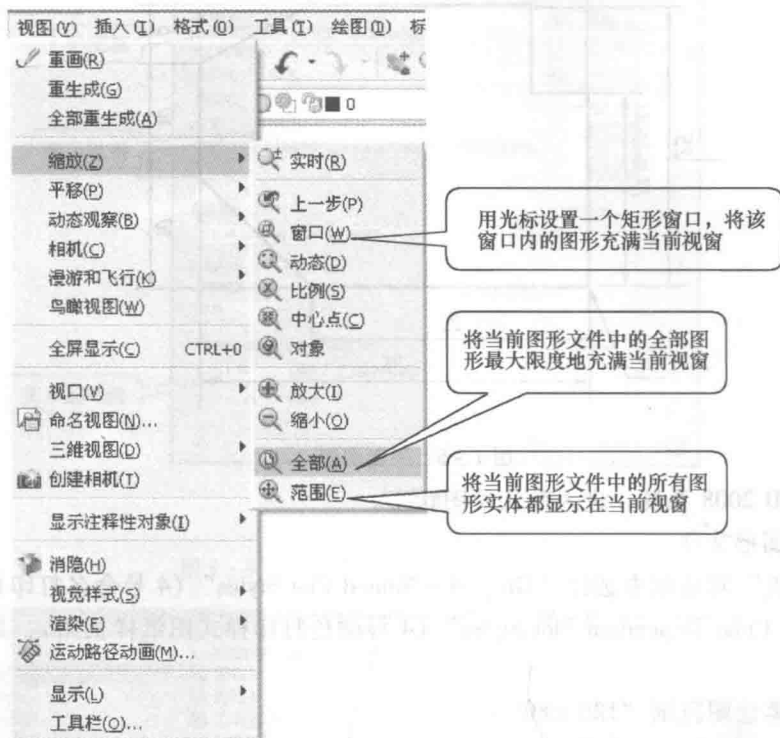 视图(V) 插入(I) 格式(O) 工具(T) 绘图(D) 标
重画(R)
重生成(G)
全部重生成(A)
0
缩放(Z)
平移(P)
动态观察(B)
相机(C)
漫游和飞行(K)
鸟瞰视图(W)
全屏显示(C) CTRL+0
视口(V)
命名视图(N)...
三维视图(D)
创建相机(T)
显示注释性对象(I)
消隐(H)
视觉样式(S)
渲染(E)
运动路径动画(M)...
显示(L)
工具栏(O)...
实时(R)
上一步(P)
窗口(W)
动态(D)
比例(S)
中心点(C)
对象
放大(I)
缩小(O)
全部(A)
范围(E)
用光标设置一个矩形窗口，将该
窗口内的图形充满当前视窗
将当前图形文件中的全部图
形最大限度地充满当前视窗
将当前图形文件中的所有图
形实体都显示在当前视窗